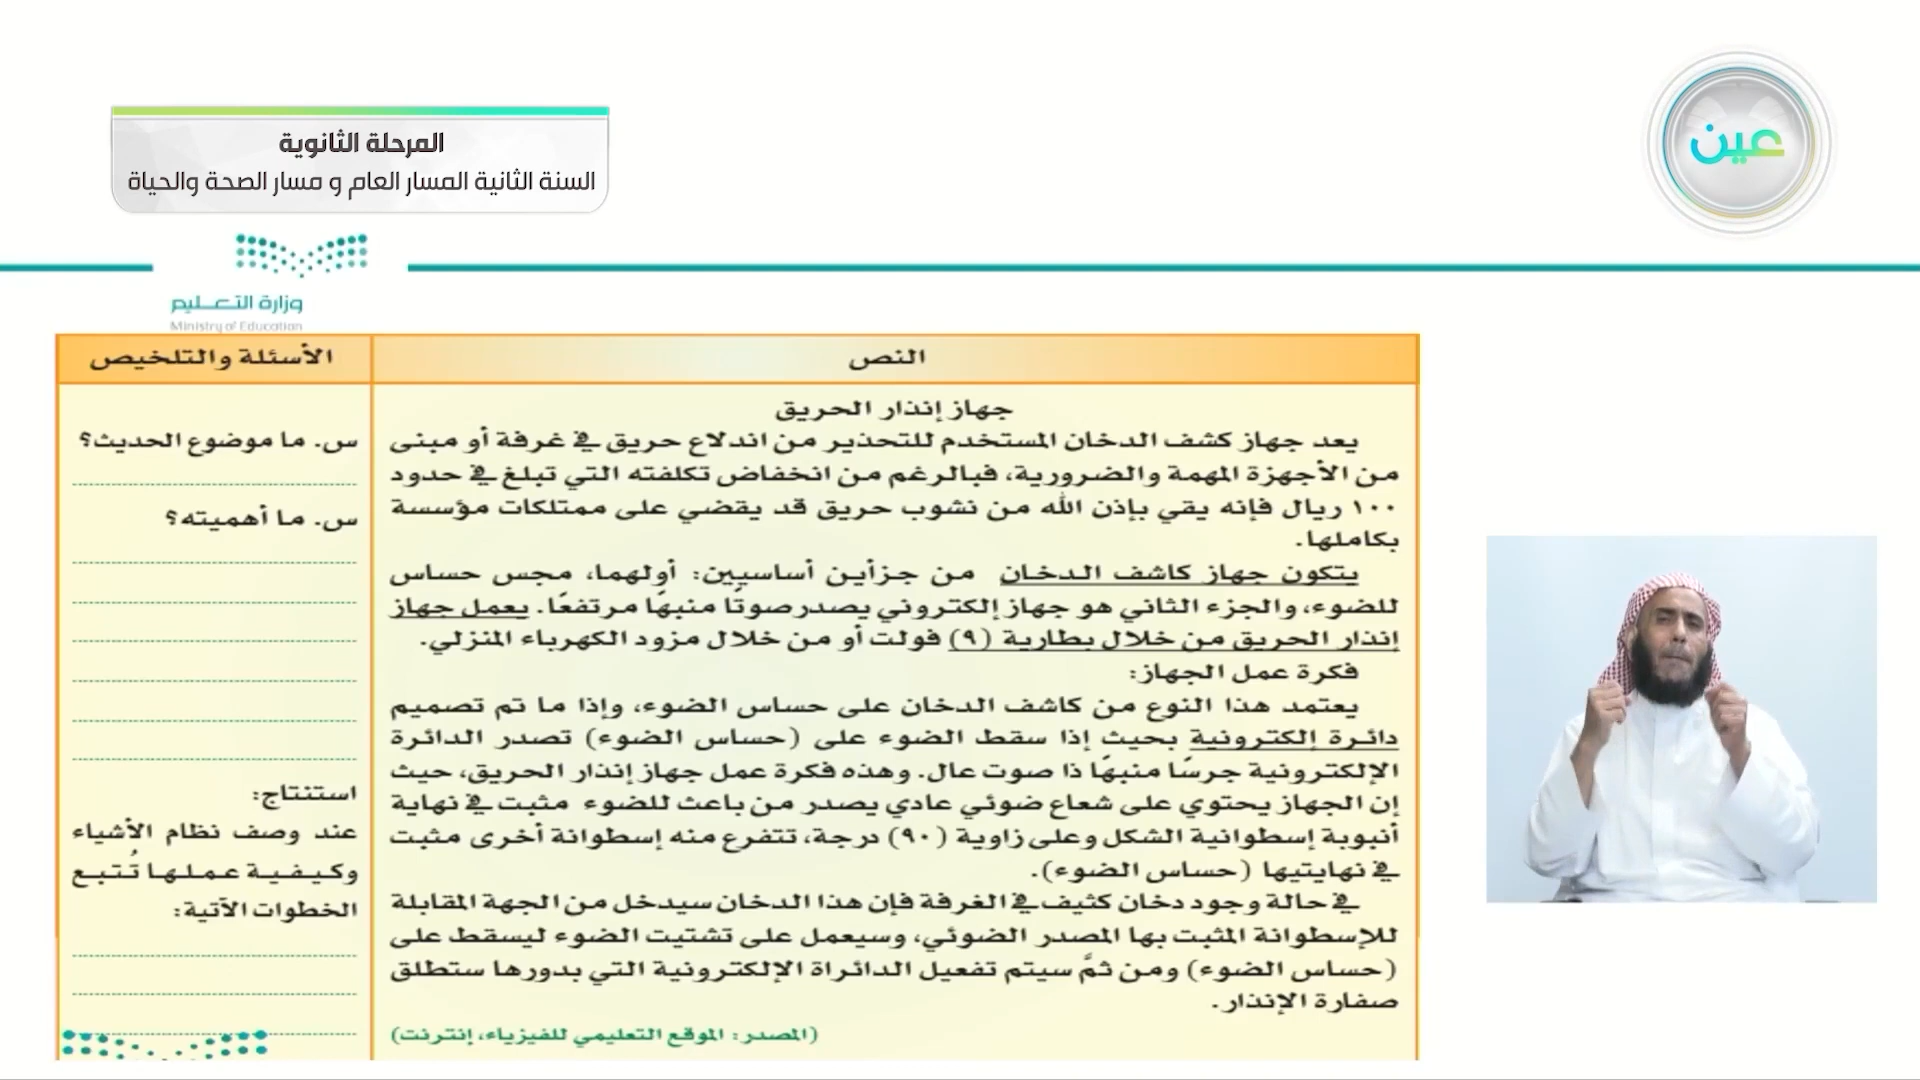 عين
المرحلة الثانوية
السنة الثانية المسار العام و مسار الصحة والحياة
وزارة التعليم
Ministry of Education
النص
جهاز إنذار الحريق
يعد جهاز كشف الدخان المستخدم للتحذير من اندلاع حريق في غرفة أو مبنى
من الأجهزة المهمة والضرورية، فبالرغم من انخفاض تكلفته التي تبلغ في حدود
١٠٠ ريال فإنه يقي بإذن الله من نشوب حريق قد يقضي على ممتلكات مؤسسة
بكاملها.
يتكون جهاز كاشف الدخان من جزأين أساسيين: أولهما، مجس حساس
للضوء، والجزء الثاني هو جهاز إلكتروني يصدر صوتًا منبهًا مرتفعًا. يعمل جهاز
إنذار الحريق من خلال بطارية (٩) فولت أو من خلال مزود الكهرباء المنزلي.
فكرة عمل الجهاز:
يعتمد هذا النوع من كاشف الدخان على حساس الضوء، وإذا ما تم تصميم
دائرة إلكترونية بحيث إذا سقط الضوء على (حساس الضوء) تصدر الدائرة
الإلكترونية جرسًا منبهًا ذا صوت عال. وهذه فكرة عمل جهاز إنذار الحريق، حيث
إن الجهاز يحتوي على شعاع ضوئي عادي يصدر من باعث للضوء مثبت في نهاية
أنبوبة إسطوانية الشكل وعلى زاوية (٩٠) درجة، تتفرع منه إسطوانة أخرى مثبت
في نهايتيها (حساس الضوء).
في حالة وجود دخان كثيف في الغرفة فإن هذا الدخان سيدخل من الجهة المقابلة
للإسطوانة المثبت بها المصدر الضوئي، وسيعمل على تشتيت الضوء ليسقط على
(حساس الضوء) ومن ثمَّ سيتم تفعيل الدائراة الإلكترونية التي بدورها ستطلق
صفارة الإنذار.
(المصدر: الموقع التعليمي للفيزياء، إنترنت)
الأسئلة والتلخيص
س. ما موضوع الحديث؟
س. ما أهميته؟
استنتاج:
عند وصف نظام الأشياء
وكيفية عملها تُتبع
الخطوات الآتية: